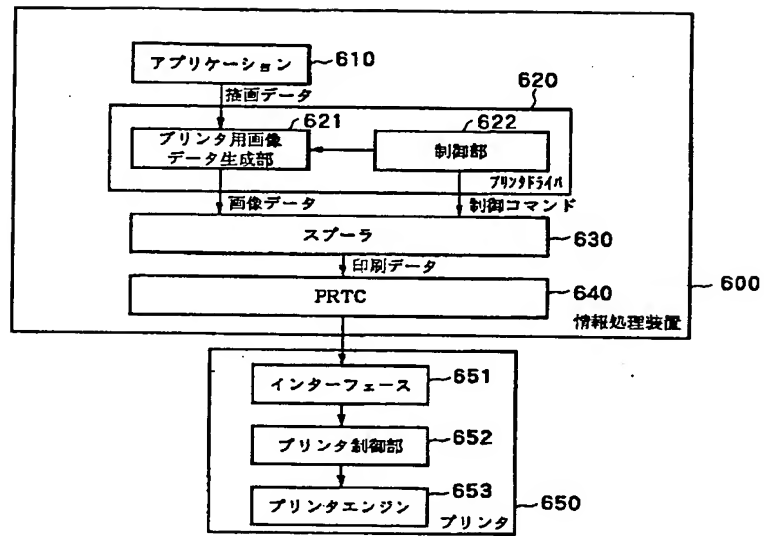 アプリケーション
610
描画データ
620
621
622
プリンタ用画像
データ生成部
制御部
プリンタドライバ
画像データ
制御コマンド
スプーラ
630
印刷データ
PRTC
640
600
情報処理装置
インターフェース
651
プリンタ制御部
652
プリンタエンジン
653
650
プリンタ